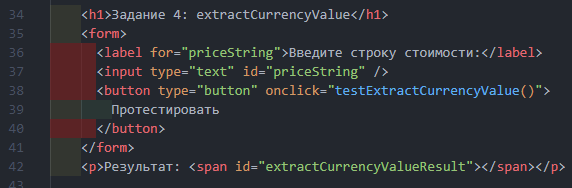 34 <h1>Задание 4: extractCurrencyValue</h1>
35 <form>
36 <label for="priceString">Введите строку стоимости:</label>
37 <input type="text" id="priceString" />
38 <button type="button" onclick="testExtractCurrencyValue()">
39 Протестировать
40 </button>
41 </form>
42 <p>Результат: <span id="extractCurrencyValueResult"></span></p>
43